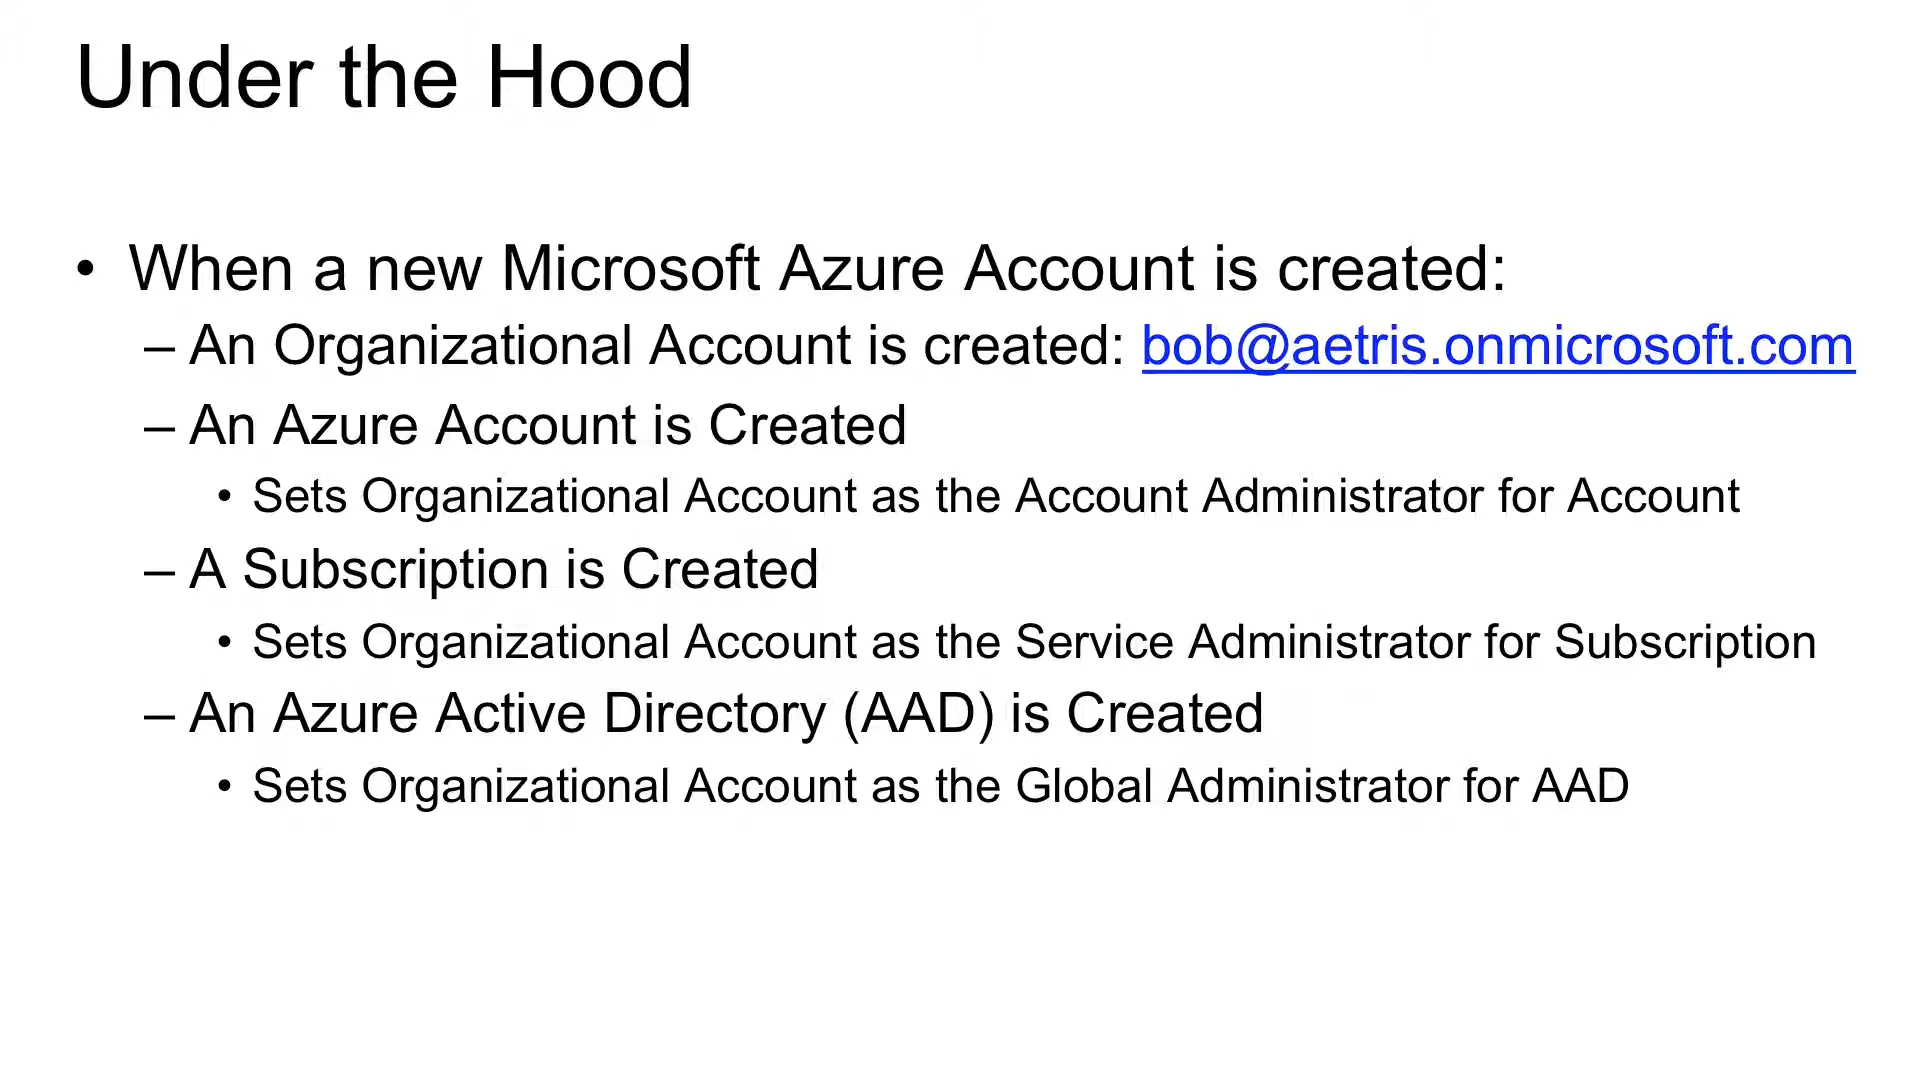 Under the Hood
• When a new Microsoft Azure Account is created:
– An Organizational Account is created: bob@aetris.onmicrosoft.com
– An Azure Account is Created
• Sets Organizational Account as the Account Administrator for Account
– A Subscription is Created
• Sets Organizational Account as the Service Administrator for Subscription
– An Azure Active Directory (AAD) is Created
• Sets Organizational Account as the Global Administrator for AAD